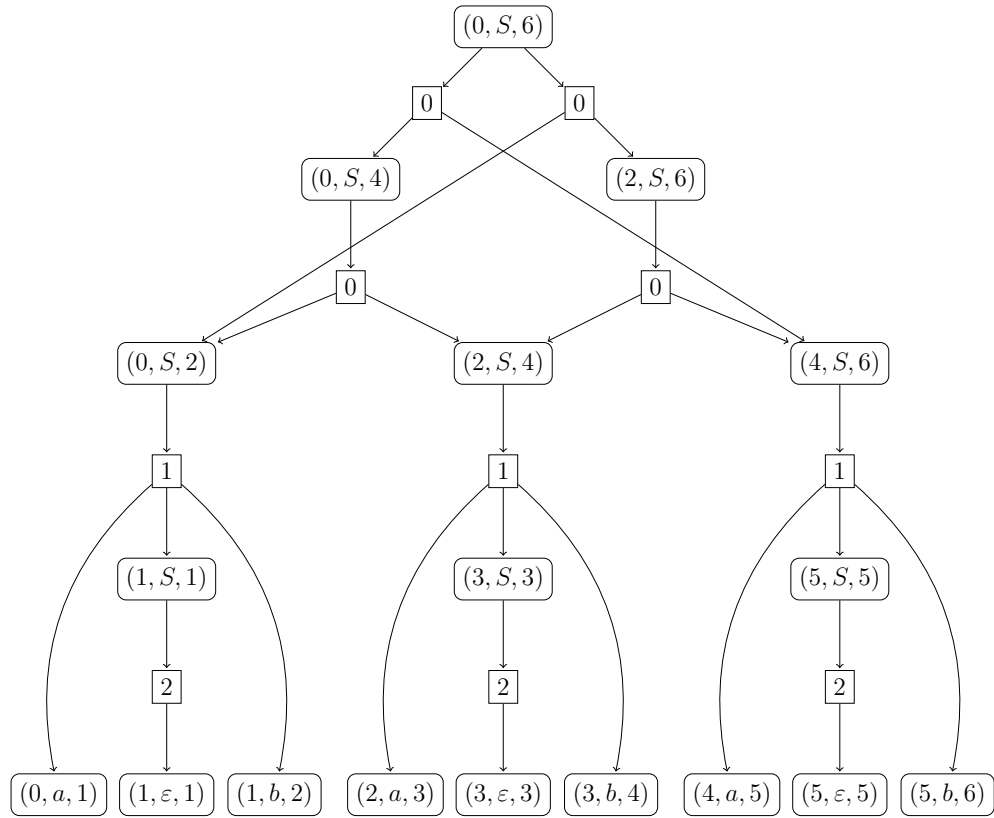 (0, S, 6)
0 0
(0, S, 4) (2, S, 6)
0 0
(0, S, 2) (2, S, 4) (4, S, 6)
1 1 1
(1, S, 1) (3, S, 3) (5, S, 5)
2 2 2
(0, a, 1) (1, ε, 1) (1, b, 2) (2, a, 3) (3, ε, 3) (3, b, 4) (4, a, 5) (5, ε, 5) (5, b, 6)